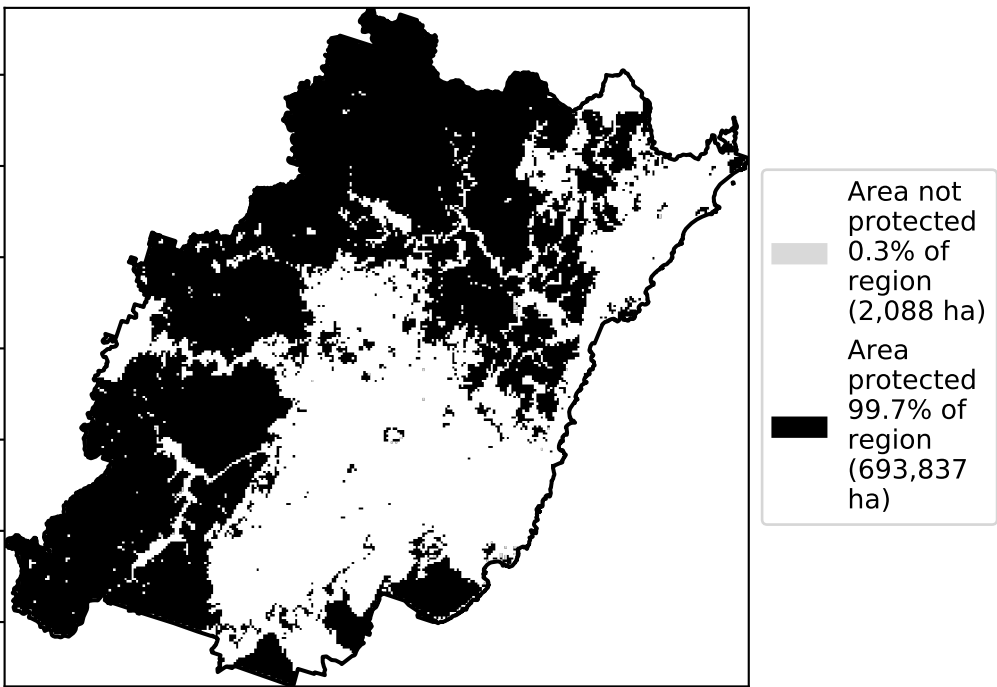 Area not
protected
0.3% of
region
(2,088 ha)
Area
protected
99.7% of
region
(693,837
ha)